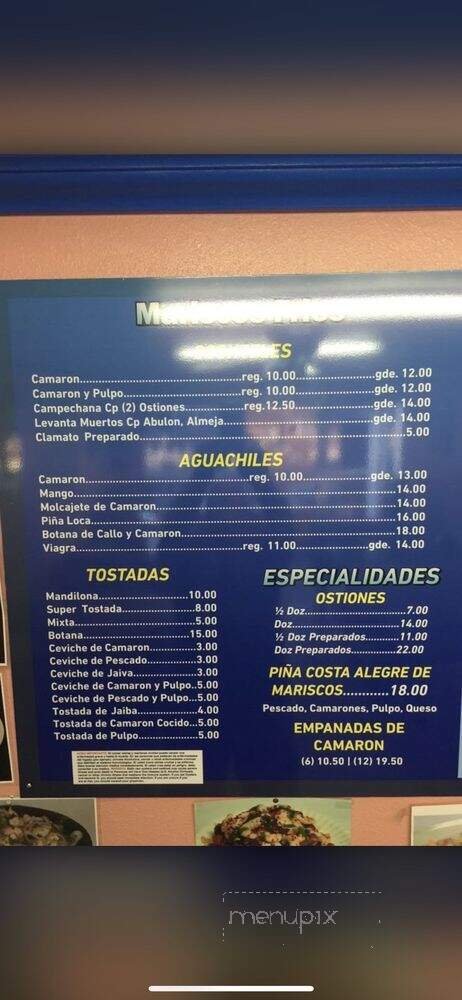 Camaron reg. 10.00 gde. 12.00
Camaron y Pulpo reg. 10.00 gde. 12.00
Campechana Cp (2) Ostiones reg.12.50 gde. 14.00
Levanta Muertos Cp Abulon, Almeja gde. 14.00
Clamato Preparado 5.00
AGUACHILES
Camaron reg. 10.00 gde. 13.00
Mango 14.00
Molcajete de Camaron 14.00
Piña Loca 16.00
Botana de Callo y Camaron 18.00
Viagra reg. 11.00 gde. 14.00
TOSTADAS
Mandilona 10.00
Super Tostada 8.00
Mixta 5.00
Botana 15.00
Ceviche de Camaron 3.00
Ceviche de Pescado 3.00
Ceviche de Jaiva 3.00
Ceviche de Camaron y Pulpo 5.00
Ceviche de Pescado y Pulpo 5.00
Tostada de Jaiba 4.00
Tostada de Camaron Cocido 5.00
Tostada de Pulpo 5.00
ESPECIALIDADES
OSTIONES
½ Doz 7.00
Doz 14.00
½ Doz Preparados 11.00
Doz Preparados 22.00
PIÑA COSTA ALEGRE DE
MARISCOS 18.00
Pescado, Camarones, Pulpo, Queso
EMPANADAS DE
CAMARON
(6) 10.50 | (12) 19.50
menupix